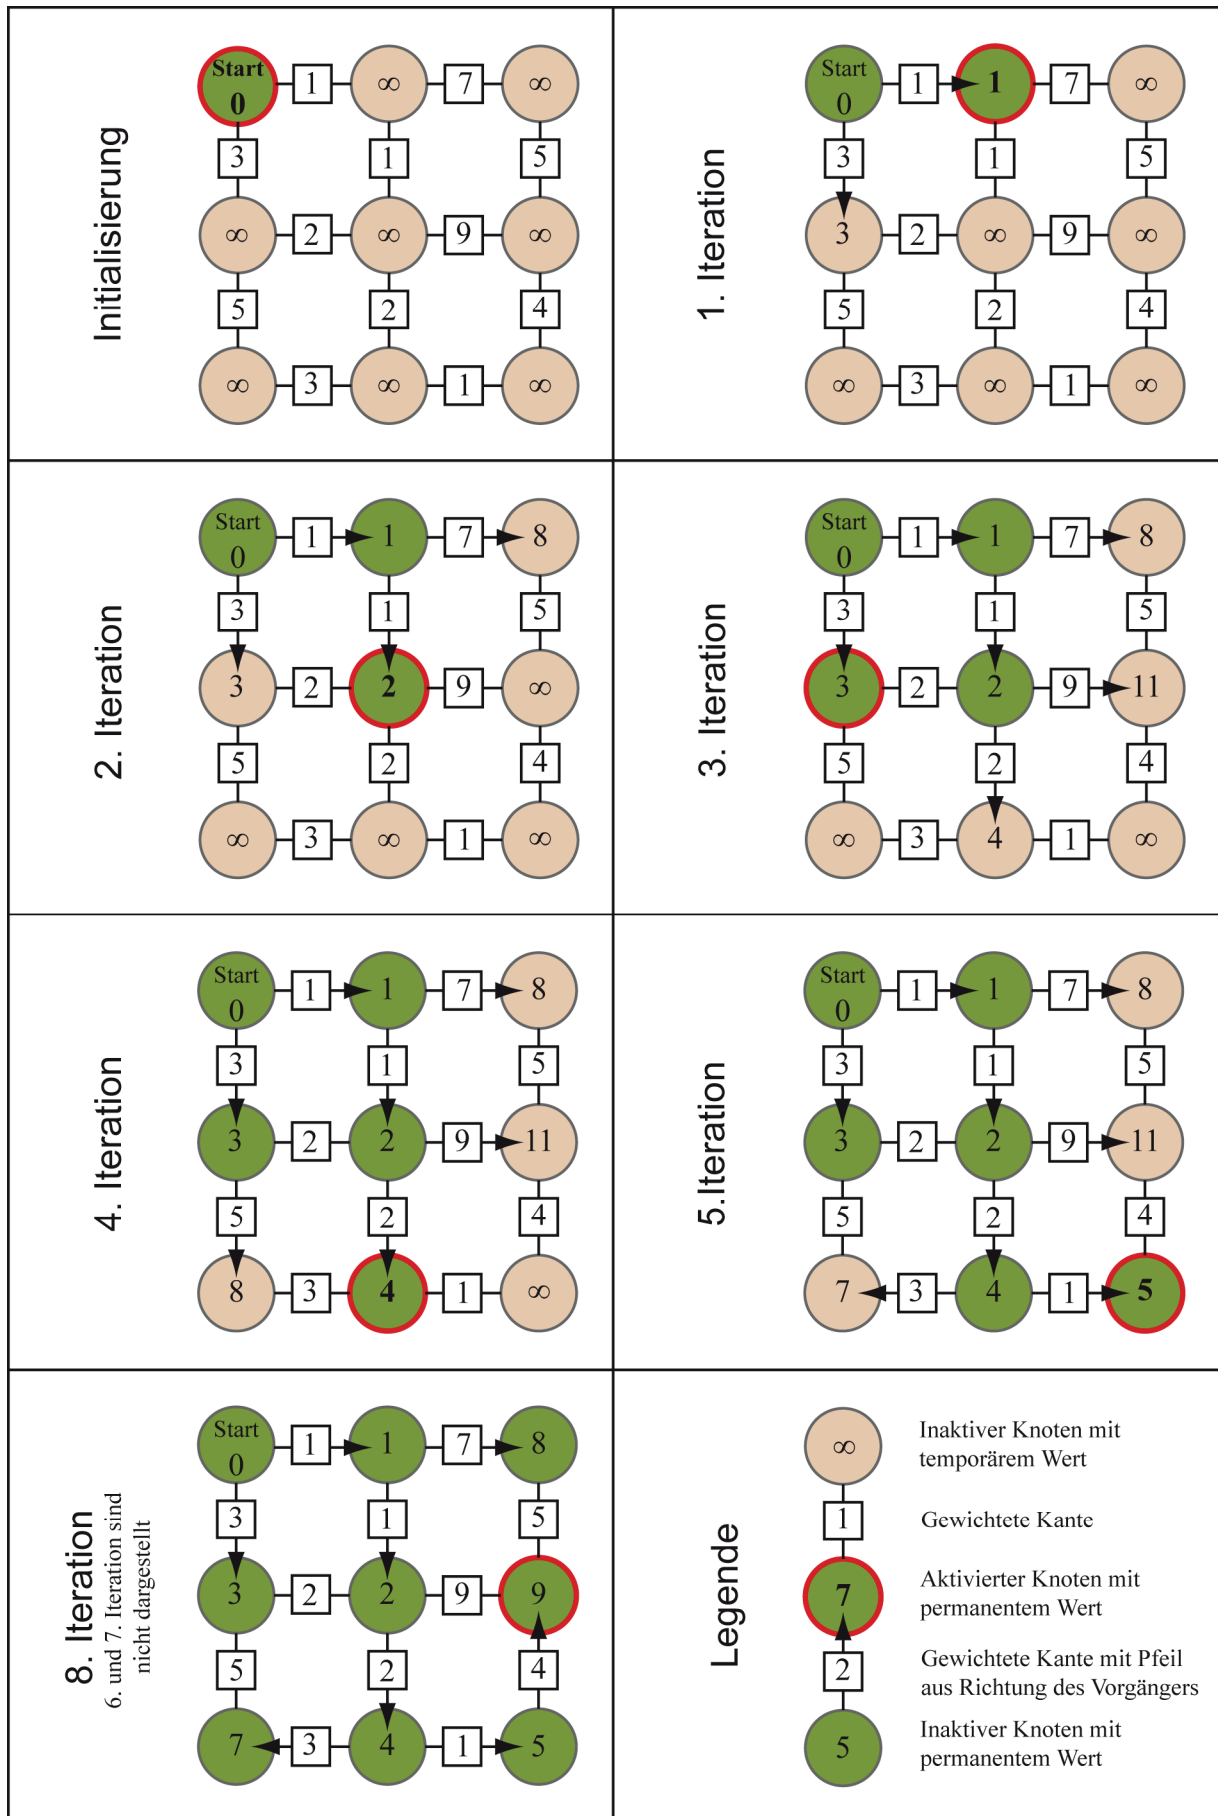 Initialisierung
Start
0 1 ∞ 7 ∞
3 1 5
∞ 2 ∞ 9 ∞
5 2 4
∞ 3 ∞ 1 ∞
1. Iteration
Start
0 1 1 7 ∞
3 1 5
3 2 ∞ 9 ∞
5 2 4
∞ 3 ∞ 1 ∞
2. Iteration
Start
0 1 1 7 8
3 1 5
3 2 2 9 ∞
5 2 4
∞ 3 ∞ 1 ∞
3. Iteration
Start
0 1 1 7 8
3 1 5
3 2 2 9 11
5 2 4
∞ 3 4 1 ∞
4. Iteration
Start
0 1 1 7 8
3 1 5
3 2 2 9 11
5 2 4
8 3 4 1 ∞
5.Iteration
Start
0 1 1 7 8
3 1 5
3 2 2 9 11
5 2 4
7 3 4 1 5
8. Iteration
6. und 7. Iteration sind
nicht dargestellt
Start
0 1 1 7 8
3 1 5
3 2 2 9 9
5 2 4
7 3 4 1 5
Legende
∞ Inaktiver Knoten mit
temporärem Wert
1 Gewichtete Kante
7 Aktivierter Knoten mit
permanentem Wert
2 Gewichtete Kante mit Pfeil
aus Richtung des Vorgängers
5 Inaktiver Knoten mit
permanentem Wert